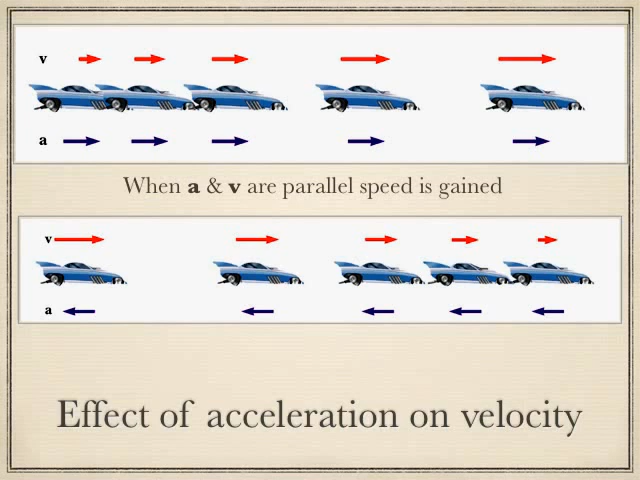 v
a
When a & v are parallel speed is gained
v
a
Effect of acceleration on velocity